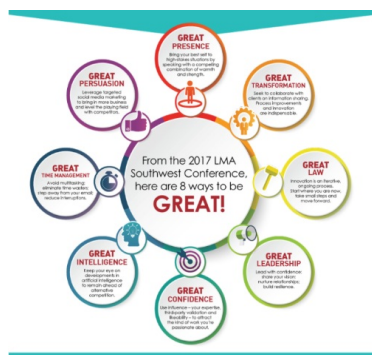 From the 2017 LMA
Southwest Conference,
here are 8 ways to be
GREAT!
GREAT
PRESENCE
Bring your best self to
high-stakes situations by
speaking with a compelling
combination of warmth
and strength.
GREAT
TRANSFORMATION
Seek to collaborate with
clients on information sharing.
Process improvements
and innovation
are indispensable.
GREAT
LAW
Innovation is an iterative,
ongoing process.
Start where you are now,
take small steps and
move forward.
GREAT
LEADERSHIP
Lead with confidence:
share your vision,
nurture relationships,
build resilience.
GREAT
CONFIDENCE
Use influence – your expertise,
third-party validation and
likeability – to attract
the kind of work you're
passionate about.
GREAT
INTELLIGENCE
Keep your eye on
developments in
artificial intelligence
to remain ahead of
alternative
competition.
GREAT
TIME MANAGEMENT
Avoid multitasking,
eliminate time wasters,
step away from your email,
reduce interruptions.
GREAT
PERSUASION
Leverage targeted
social media marketing
to bring in more business
and level the playing field
with competitors.